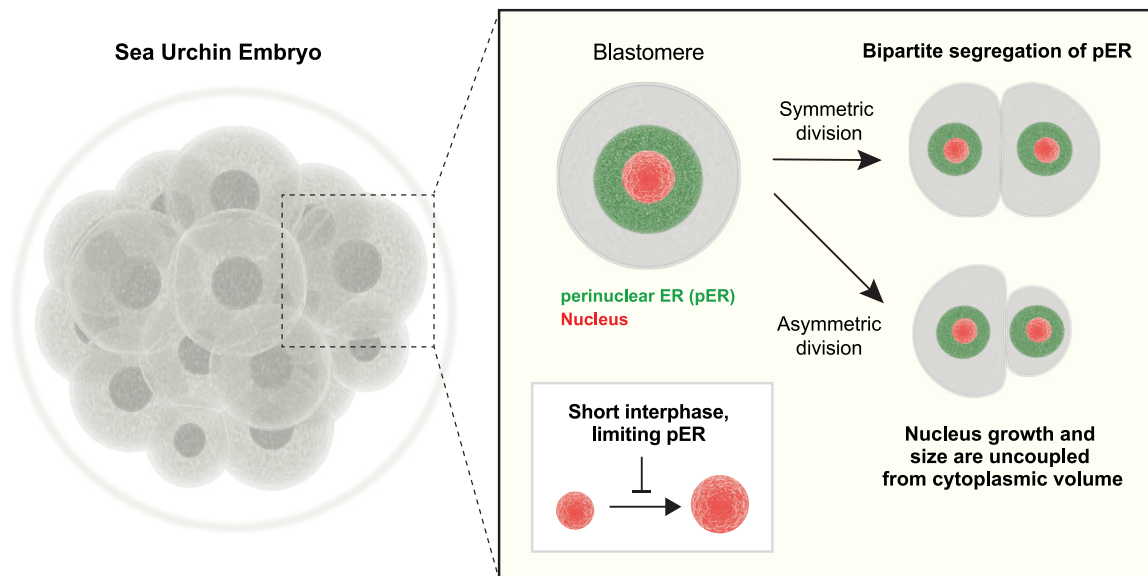 Sea Urchin Embryo
Blastomere
Bipartite segregation of pER
Symmetric
division
perinuclear ER (pER)
Nucleus
Asymmetric
division
Short interphase,
limiting pER
Nucleus growth and
size are uncoupled
from cytoplasmic volume